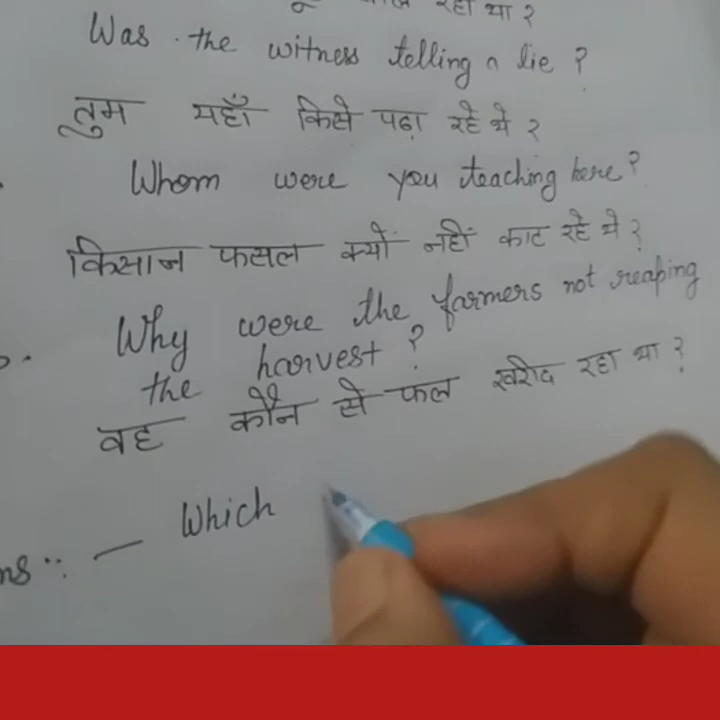 रहा था ?
Was the witness telling a lie ?
तुम यहाँ किसे पढ़ा रहे थे ?
Whom were you teaching here ?
किसान फसल क्यों नहीं काट रहे थे ?
Why were the farmers not reaping
the harvest ?
वह कौन से फल खरीद रहा था ?
Which